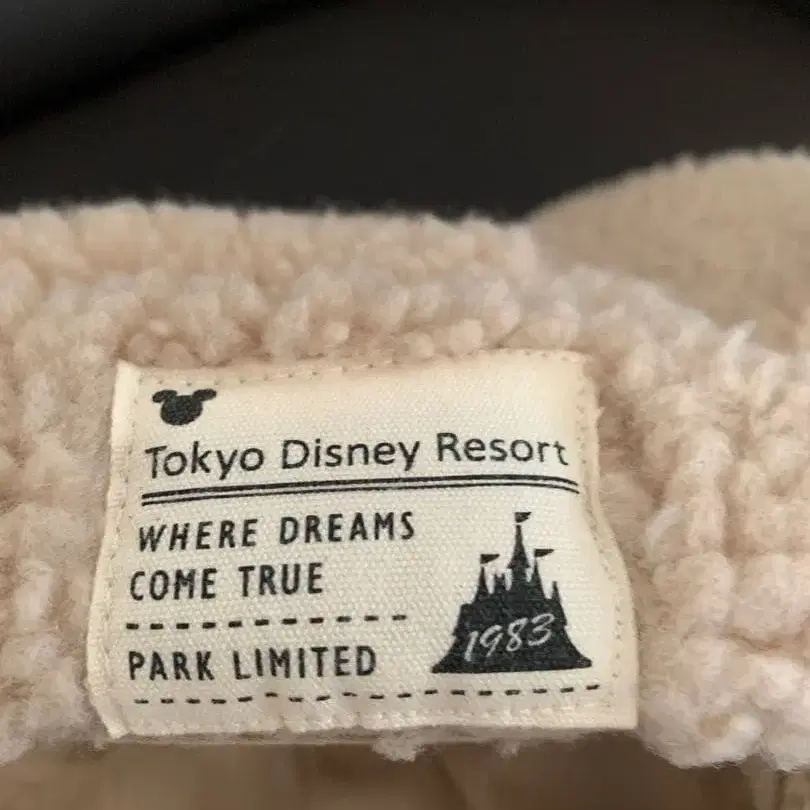 Tokyo Disney Resort
WHERE DREAMS
COME TRUE
PARK LIMITED
1983